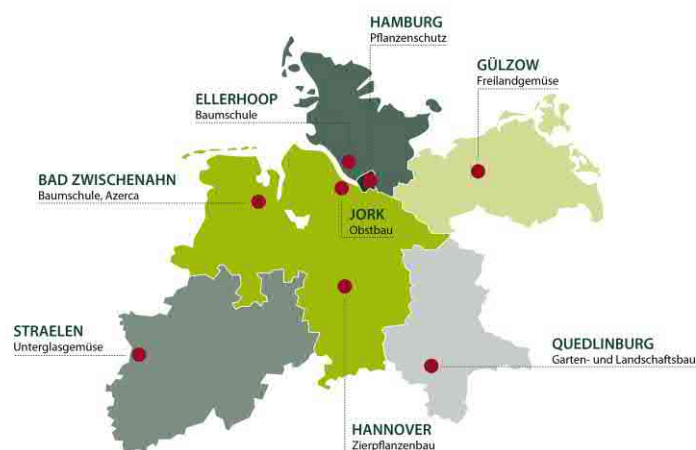 HAMBURG
Pflanzenschutz
GÜLZOW
Freilandgemüse
ELLERHOOP
Baumschule
BAD ZWISCHENAHN
Baumschule, Azerca
JORK
Obstbau
STRAELEN
Unterglasgemüse
QUEDLINBURG
Garten- und Landschaftsbau
HANNOVER
Zierpflanzenbau